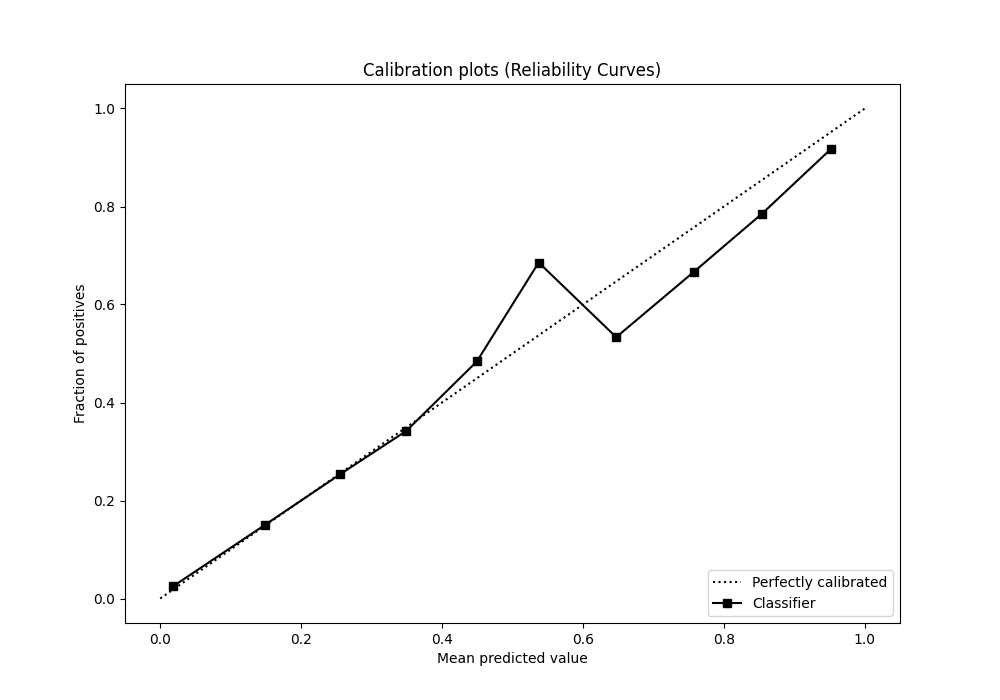 Calibration plots (Reliability Curves)
1.0
0.8
0.6
0.4
0.2
0.0
Fraction of positives
0.0 0.2 0.4 0.6 0.8 1.0
Mean predicted value
Perfectly calibrated
Classifier